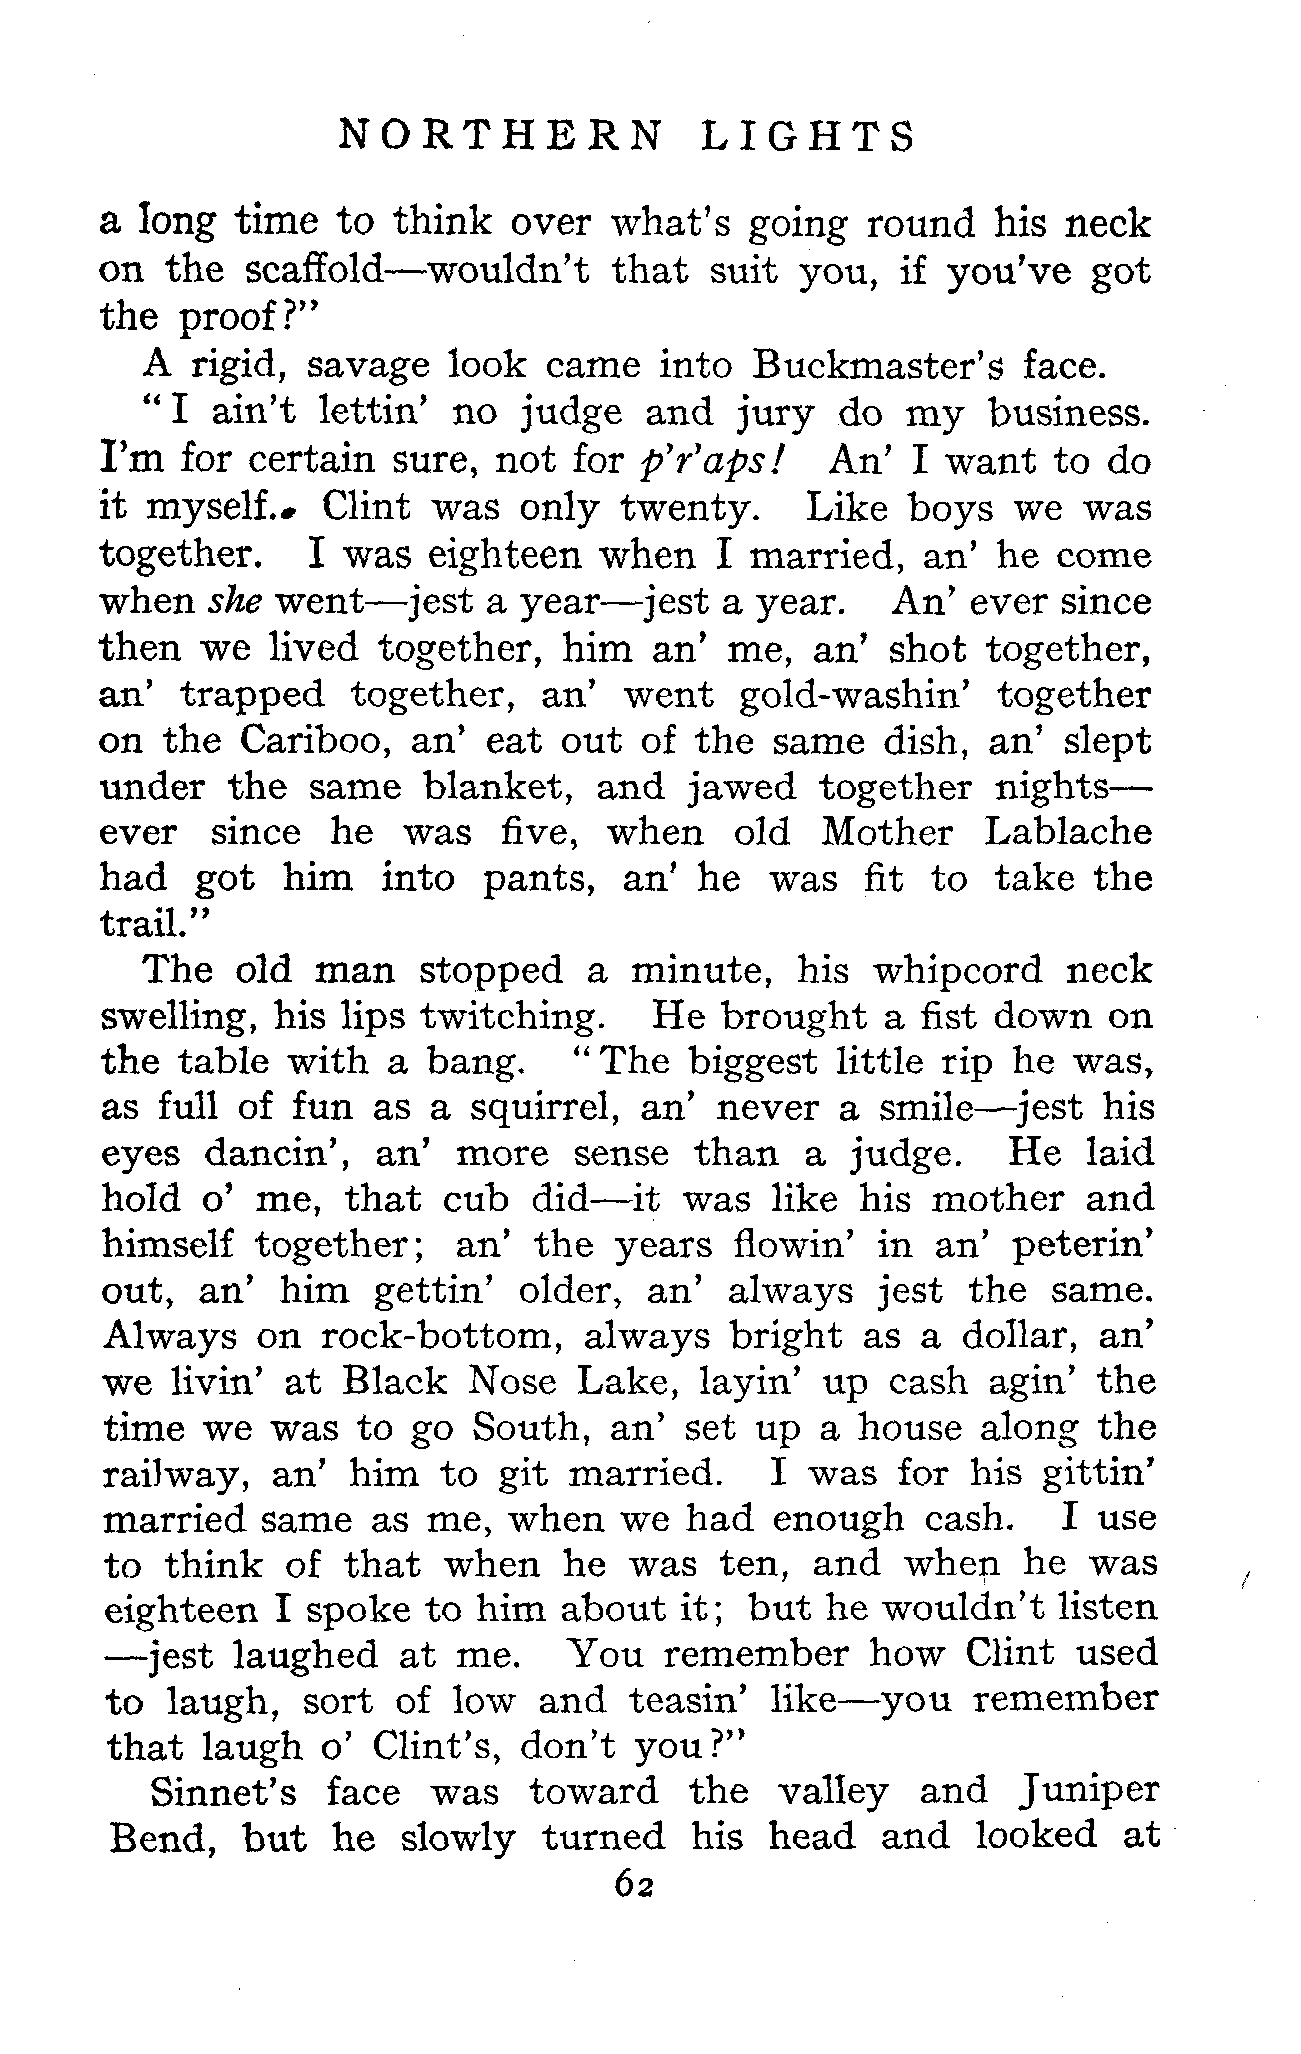 NORTHERN LIGHTS
a long time to think over what's going round his neck
on the scaffold—wouldn't that suit you, if you've got
the proof?"
A rigid, savage look came into Buckmaster's face.
"I ain't lettin' no judge and jury do my business.
I'm for certain sure, not for p'r'aps! An' I want to do
it myself. Clint was only twenty. Like boys we was
together. I was eighteen when I married, an' he come
when she went—jest a year—jest a year. An' ever since
then we lived together, him an' me, an' shot together,
an' trapped together, an' went gold-washin' together
on the Cariboo, an' eat out of the same dish, an' slept
under the same blanket, and jawed together nights—
ever since he was five, when old Mother Lablache
had got him into pants, an' he was fit to take the
trail."
The old man stopped a minute, his whipcord neck
swelling, his lips twitching. He brought a fist down on
the table with a bang. "The biggest little rip he was,
as full of fun as a squirrel, an' never a smile—jest his
eyes dancin', an' more sense than a judge. He laid
hold o' me, that cub did—it was like his mother and
himself together; an' the years flowin' in an' peterin'
out, an' him gettin' older, an' always jest the same.
Always on rock-bottom, always bright as a dollar, an'
we livin' at Black Nose Lake, layin' up cash agin' the
time we was to go South, an' set up a house along the
railway, an' him to git married. I was for his gittin'
married same as me, when we had enough cash. I use
to think of that when he was ten, and when he was
eighteen I spoke to him about it; but he wouldn't listen
—jest laughed at me. You remember how Clint used
to laugh, sort of low and teasin' like—you remember
that laugh o' Clint's, don't you?"
Sinnet's face was toward the valley and Juniper
Bend, but he slowly turned his head and looked at
62